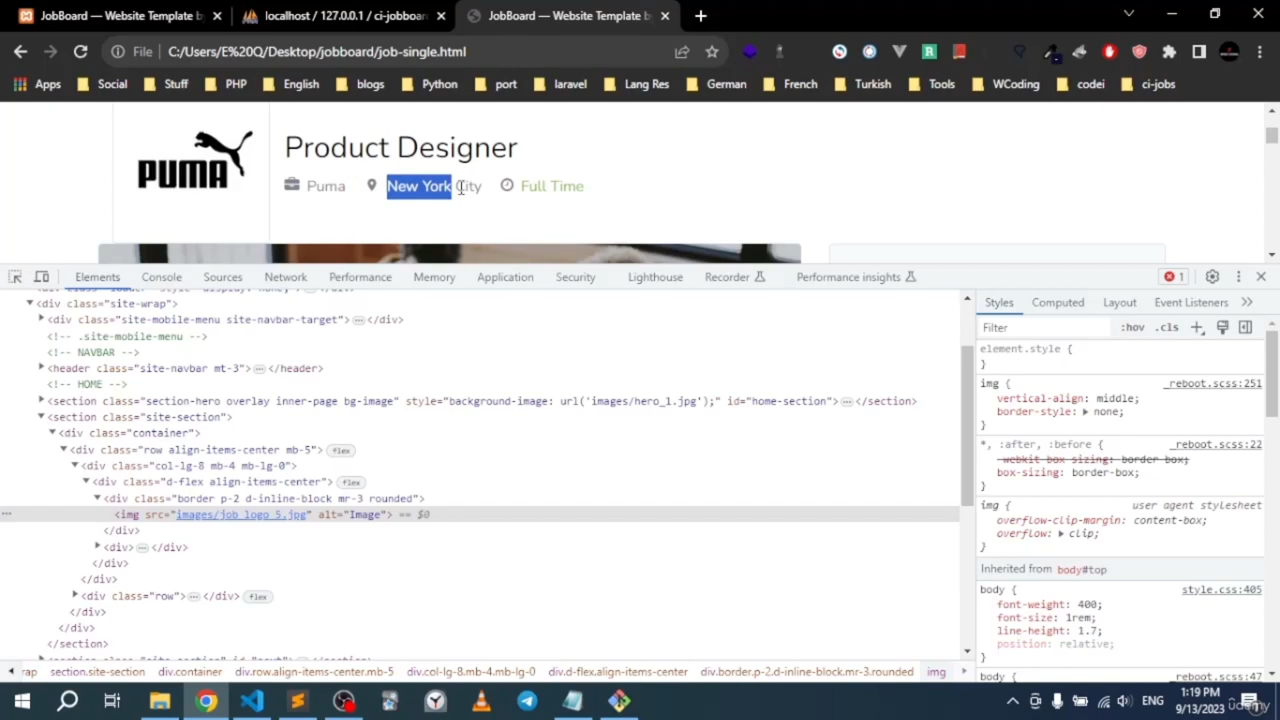 JobBoard — Website Template by
localhost / 127.0.0.1 / ci-jobboar
JobBoard — Website Template by
File C:/Users/E%20Q/Desktop/jobboard/job-single.html
Apps Social Stuff PHP English blogs Python port laravel Lang Res German French Turkish Tools WCoding codei ci-jobs
PUMA
Product Designer
Puma New York City Full Time
Elements Console Sources Network Performance Memory Application Security Lighthouse Recorder Performance insights 1
<div class="site-wrap">
<div class="site-mobile-menu site-navbar-target"> … </div>
<!-- .site-mobile-menu -->
<!-- NAVBAR -->
<header class="site-navbar mt-3"> … </header>
<!-- HOME -->
<section class="section-hero overlay inner-page bg-image" style="background-image: url('images/hero_1.jpg');" id="home-section"> … </section>
<section class="site-section">
<div class="container">
<div class="row align-items-center mb-5"> flex
<div class="col-lg-8 mb-4 mb-lg-0">
<div class="d-flex align-items-center"> flex
<div class="border p-2 d-inline-block mr-3 rounded">
<img src="images/job_logo_5.jpg" alt="Image"> == $0
</div>
<div> … </div>
</div>
</div>
<div class="row"> … </div> flex
</div>
</div>
</section>
rap section.site-section div.container div.row.align-items-center.mb-5 div.col-lg-8.mb-4.mb-lg-0 div.d-flex.align-items-center div.border.p-2.d-inline-block.mr-3.rounded img
Styles Computed Layout Event Listeners
Filter :hov .cls
element.style {
}
img { _reboot.scss:251
vertical-align: middle;
border-style: none;
}
*, :after, :before { _reboot.scss:22
-webkit-box-sizing: border-box;
box-sizing: border-box;
}
img { user agent stylesheet
overflow-clip-margin: content-box;
overflow: clip;
}
Inherited from body#top
body { style.css:405
font-weight: 400;
font-size: 1rem;
line-height: 1.7;
position: relative;
}
body { _reboot.scss:47
ENG
1:19 PM
9/13/2023
udemy